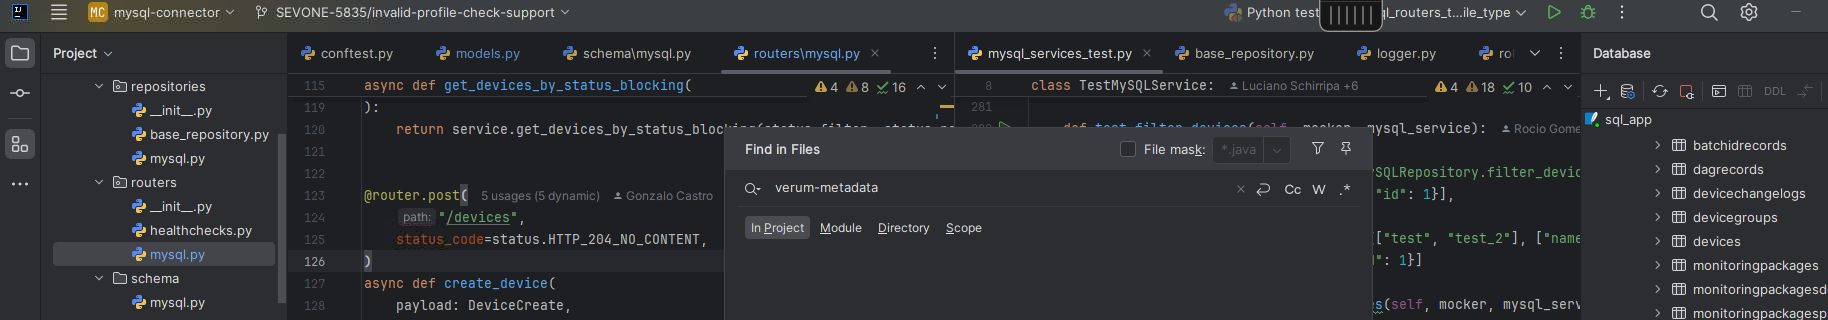 MC mysql-connector SEVONE-5835/invalid-profile-check-support Python test ql_routers_t...ile_type
Project conftest.py models.py schema\mysql.py routers\mysql.py mysql_services_test.py base_repository.py logger.py Database
repositories
__init__.py
base_repository.py
mysql.py
routers
__init__.py
healthchecks.py
mysql.py
schema
mysql.py
115 async def get_devices_by_status_blocking( 4 8 16
119 ):
120 return service.get_devices_by_status_blocking(
121
122
123 @router.post( 5 usages (5 dynamic) Gonzalo Castro
124 path: "/devices",
125 status_code=status.HTTP_204_NO_CONTENT,
126 )
127 async def create_device(
128 payload: DeviceCreate,
8 class TestMySQLService: Luciano Schirripa +6 4 18 10
281
def test_filter_devices(self, mocker, mysql_service): Rocio Gome
ySQLRepository.filter_devic
"id": 1}],
["test", "test_2"], ["name
: 1}]
s(self, mocker, mysql_serv
Find in Files File mask: *.java
verum-metadata Cc W .*
In Project Module Directory Scope
DDL
sql_app
batchidrecords
dagrecords
devicechangelogs
devicegroups
devices
monitoringpackages
monitoringpackagesd
monitoringpackagesp